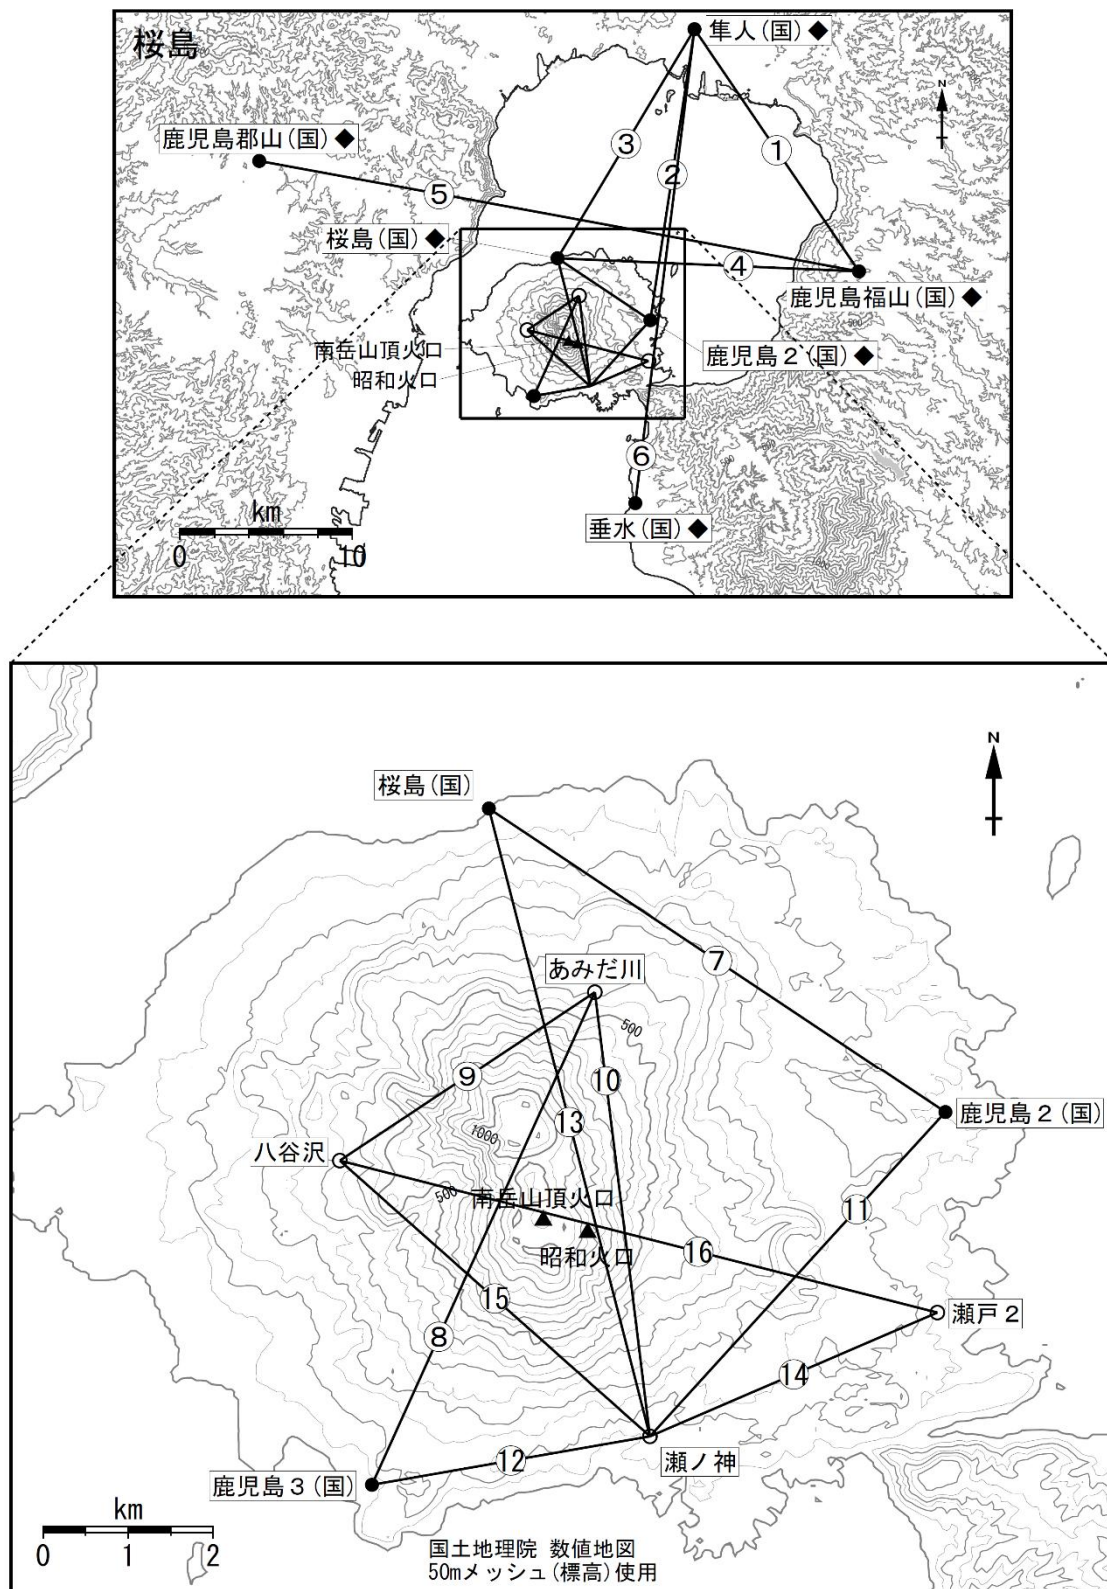 桜島
隼人(国)◆
N
鹿児島郡山(国)◆
③
①
②
⑤
桜島(国)◆
④
鹿児島福山(国)◆
500
南岳山頂火口
鹿児島2(国)◆
昭和火口
⑥
km
0 10
垂水(国)◆
1000
N
桜島(国)
⑦
あみだ川
500
⑨
⑩
鹿児島2(国)
⑬
1000
八谷沢
500
南岳山頂火口
⑪
昭和火口
⑯
⑮
瀬戸2
⑧
⑭
瀬ノ神
⑫
鹿児島3(国)
km
0 1 2
国土地理院 数値地図
50mメッシュ(標高)使用